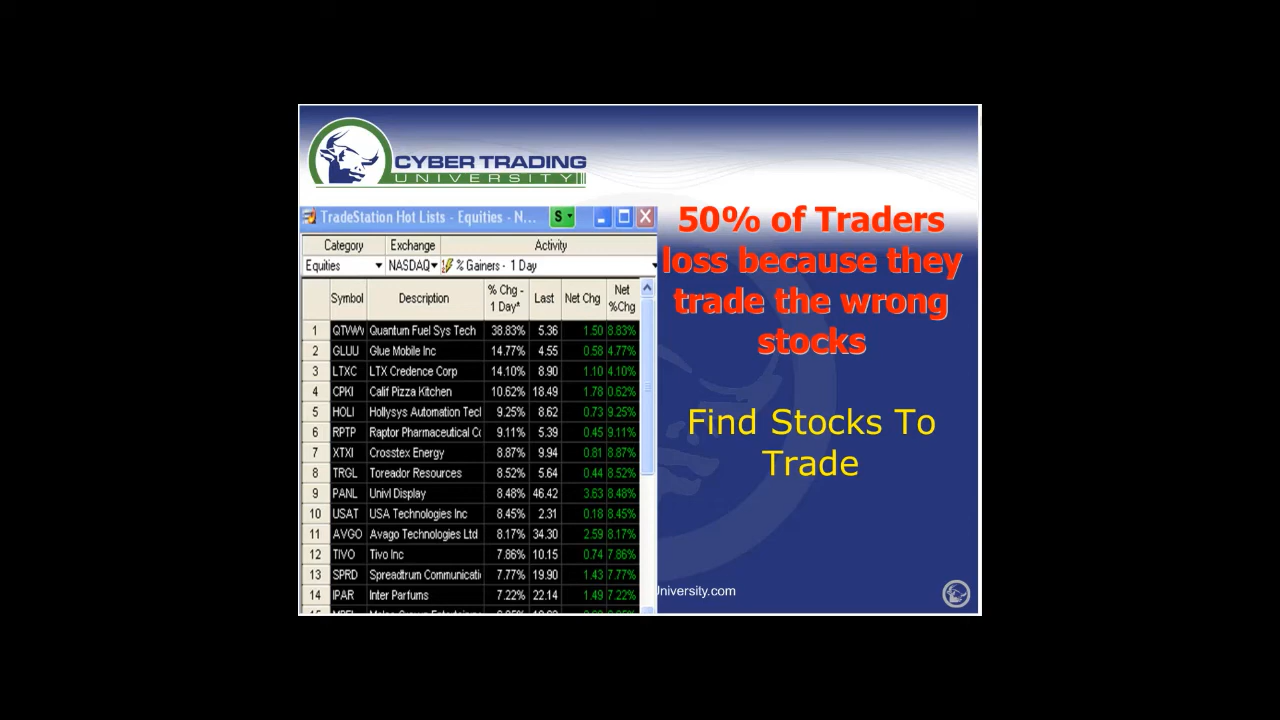 CYBER TRADING
UNIVERSITY
TradeStation Hot Lists - Equities - N... S
Category Exchange Activity
Equities NASDAQ % Gainers - 1 Day
Symbol Description % Chg - 1 Day* Last Net Chg Net %Chg
1 QTWW Quantum Fuel Sys Tech 38.83% 5.36 1.50 8.83%
2 GLUU Glue Mobile Inc 14.77% 4.55 0.58 4.77%
3 LTXC LTX Credence Corp 14.10% 8.90 1.10 4.10%
4 CPKI Calif Pizza Kitchen 10.62% 18.49 1.78 0.62%
5 HOLI Hollysys Automation Tecl 9.25% 8.62 0.73 9.25%
6 RPTP Raptor Pharmaceutical Cc 9.11% 5.39 0.45 9.11%
7 XTXI Crosstex Energy 8.87% 9.94 0.81 8.87%
8 TRGL Toreador Resources 8.52% 5.64 0.44 8.52%
9 PANL Univl Display 8.48% 46.42 3.63 8.48%
10 USAT USA Technologies Inc 8.45% 2.31 0.18 8.45%
11 AVGO Avago Technologies Ltd 8.17% 34.30 2.59 8.17%
12 TIVO Tivo Inc 7.86% 10.15 0.74 7.86%
13 SPRD Spreadtrum Communicati 7.77% 19.90 1.43 7.77%
14 IPAR Inter Parfums 7.22% 22.14 1.49 7.22%
50% of Traders
loss because they
trade the wrong
stocks
Find Stocks To
Trade
University.com